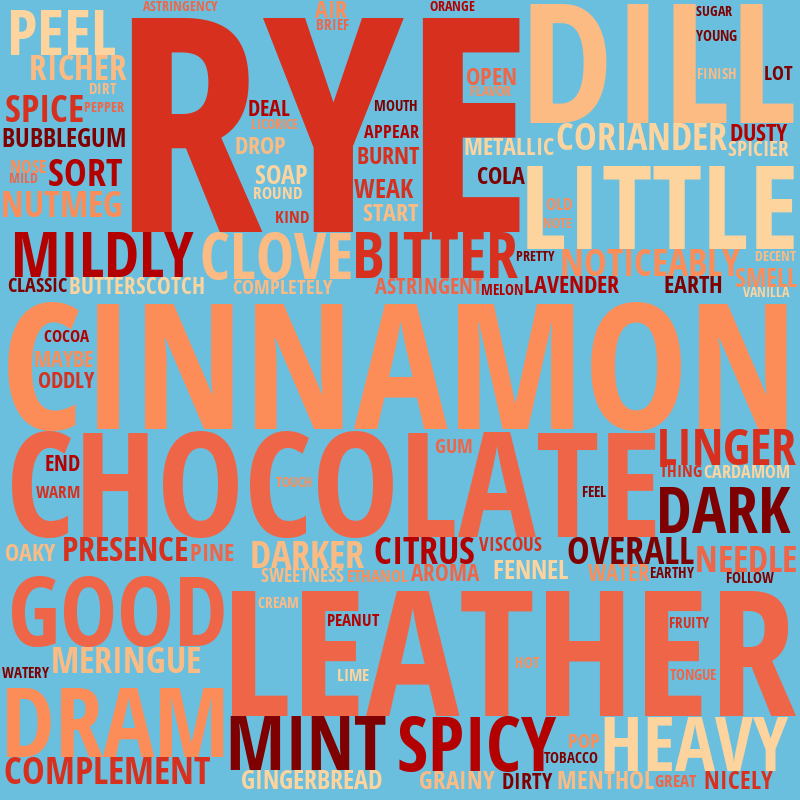 ASTRINGENCY AIR ORANGE SUGAR
PEEL BRIEF YOUNG
RYE DILL
RICHER OPEN FINISH LOT
DIRT FLAVOR
SPICE PEPPER DEAL MOUTH
BUBBLEGUM LICORICE APPEAR CORIANDER DUSTY
DROP METALLIC SPICIER
NOSE SORT BURNT
MILD SOAP WEAK COLA LITTLE
NUTMEG ROUND START OLD
KIND NOTE
MILDLY CLOVE BITTER PRETTY NOTICEABLY DECENT
CLASSIC BUTTERSCOTCH COMPLETELY ASTRINGENT MELON LAVENDER EARTH SMELL
VANILLA
CINNAMON
COCOA
MAYBE
ODDLY
CHOCOLATE
GUM LINGER
END THING CARDAMOM
WARM TOUCH FEEL DARK
OAKY PRESENCE PINE DARKER CITRUS VISCOUS OVERALL NEEDLE
SWEETNESS ETHANOL AROMA FENNEL WATER EARTHY FOLLOW
GOOD LEATHER
CREAM
PEANUT FRUITY
MERINGUE HOT
WATERY LIME TONGUE
DRAM MINT SPICY HEAVY
POP
TOBACCO
COMPLEMENT GINGERBREAD GRAINY DIRTY MENTHOL GREAT NICELY